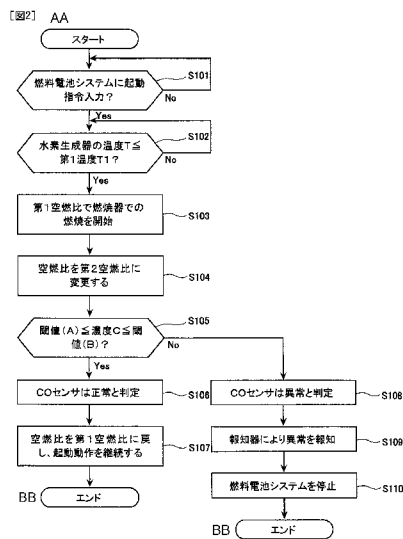 [図2]
AA
スタート
燃料電池システムに起動
指令入力？
S101
No
Yes
水素生成器の温度T≦
第1温度T1？
S102
No
Yes
第1空燃比で燃焼器での
燃焼を開始
S103
空燃比を第2空燃比に
変更する
S104
閾値(A)≦濃度C≦閾
値(B)？
S105
No
Yes
COセンサは正常と判定
S106
COセンサは異常と判定
S108
空燃比を第1空燃比に戻
し、起動動作を継続する
S107
報知器により異常を報知
S109
BB
エンド
燃料電池システムを停止
S110
BB
エンド